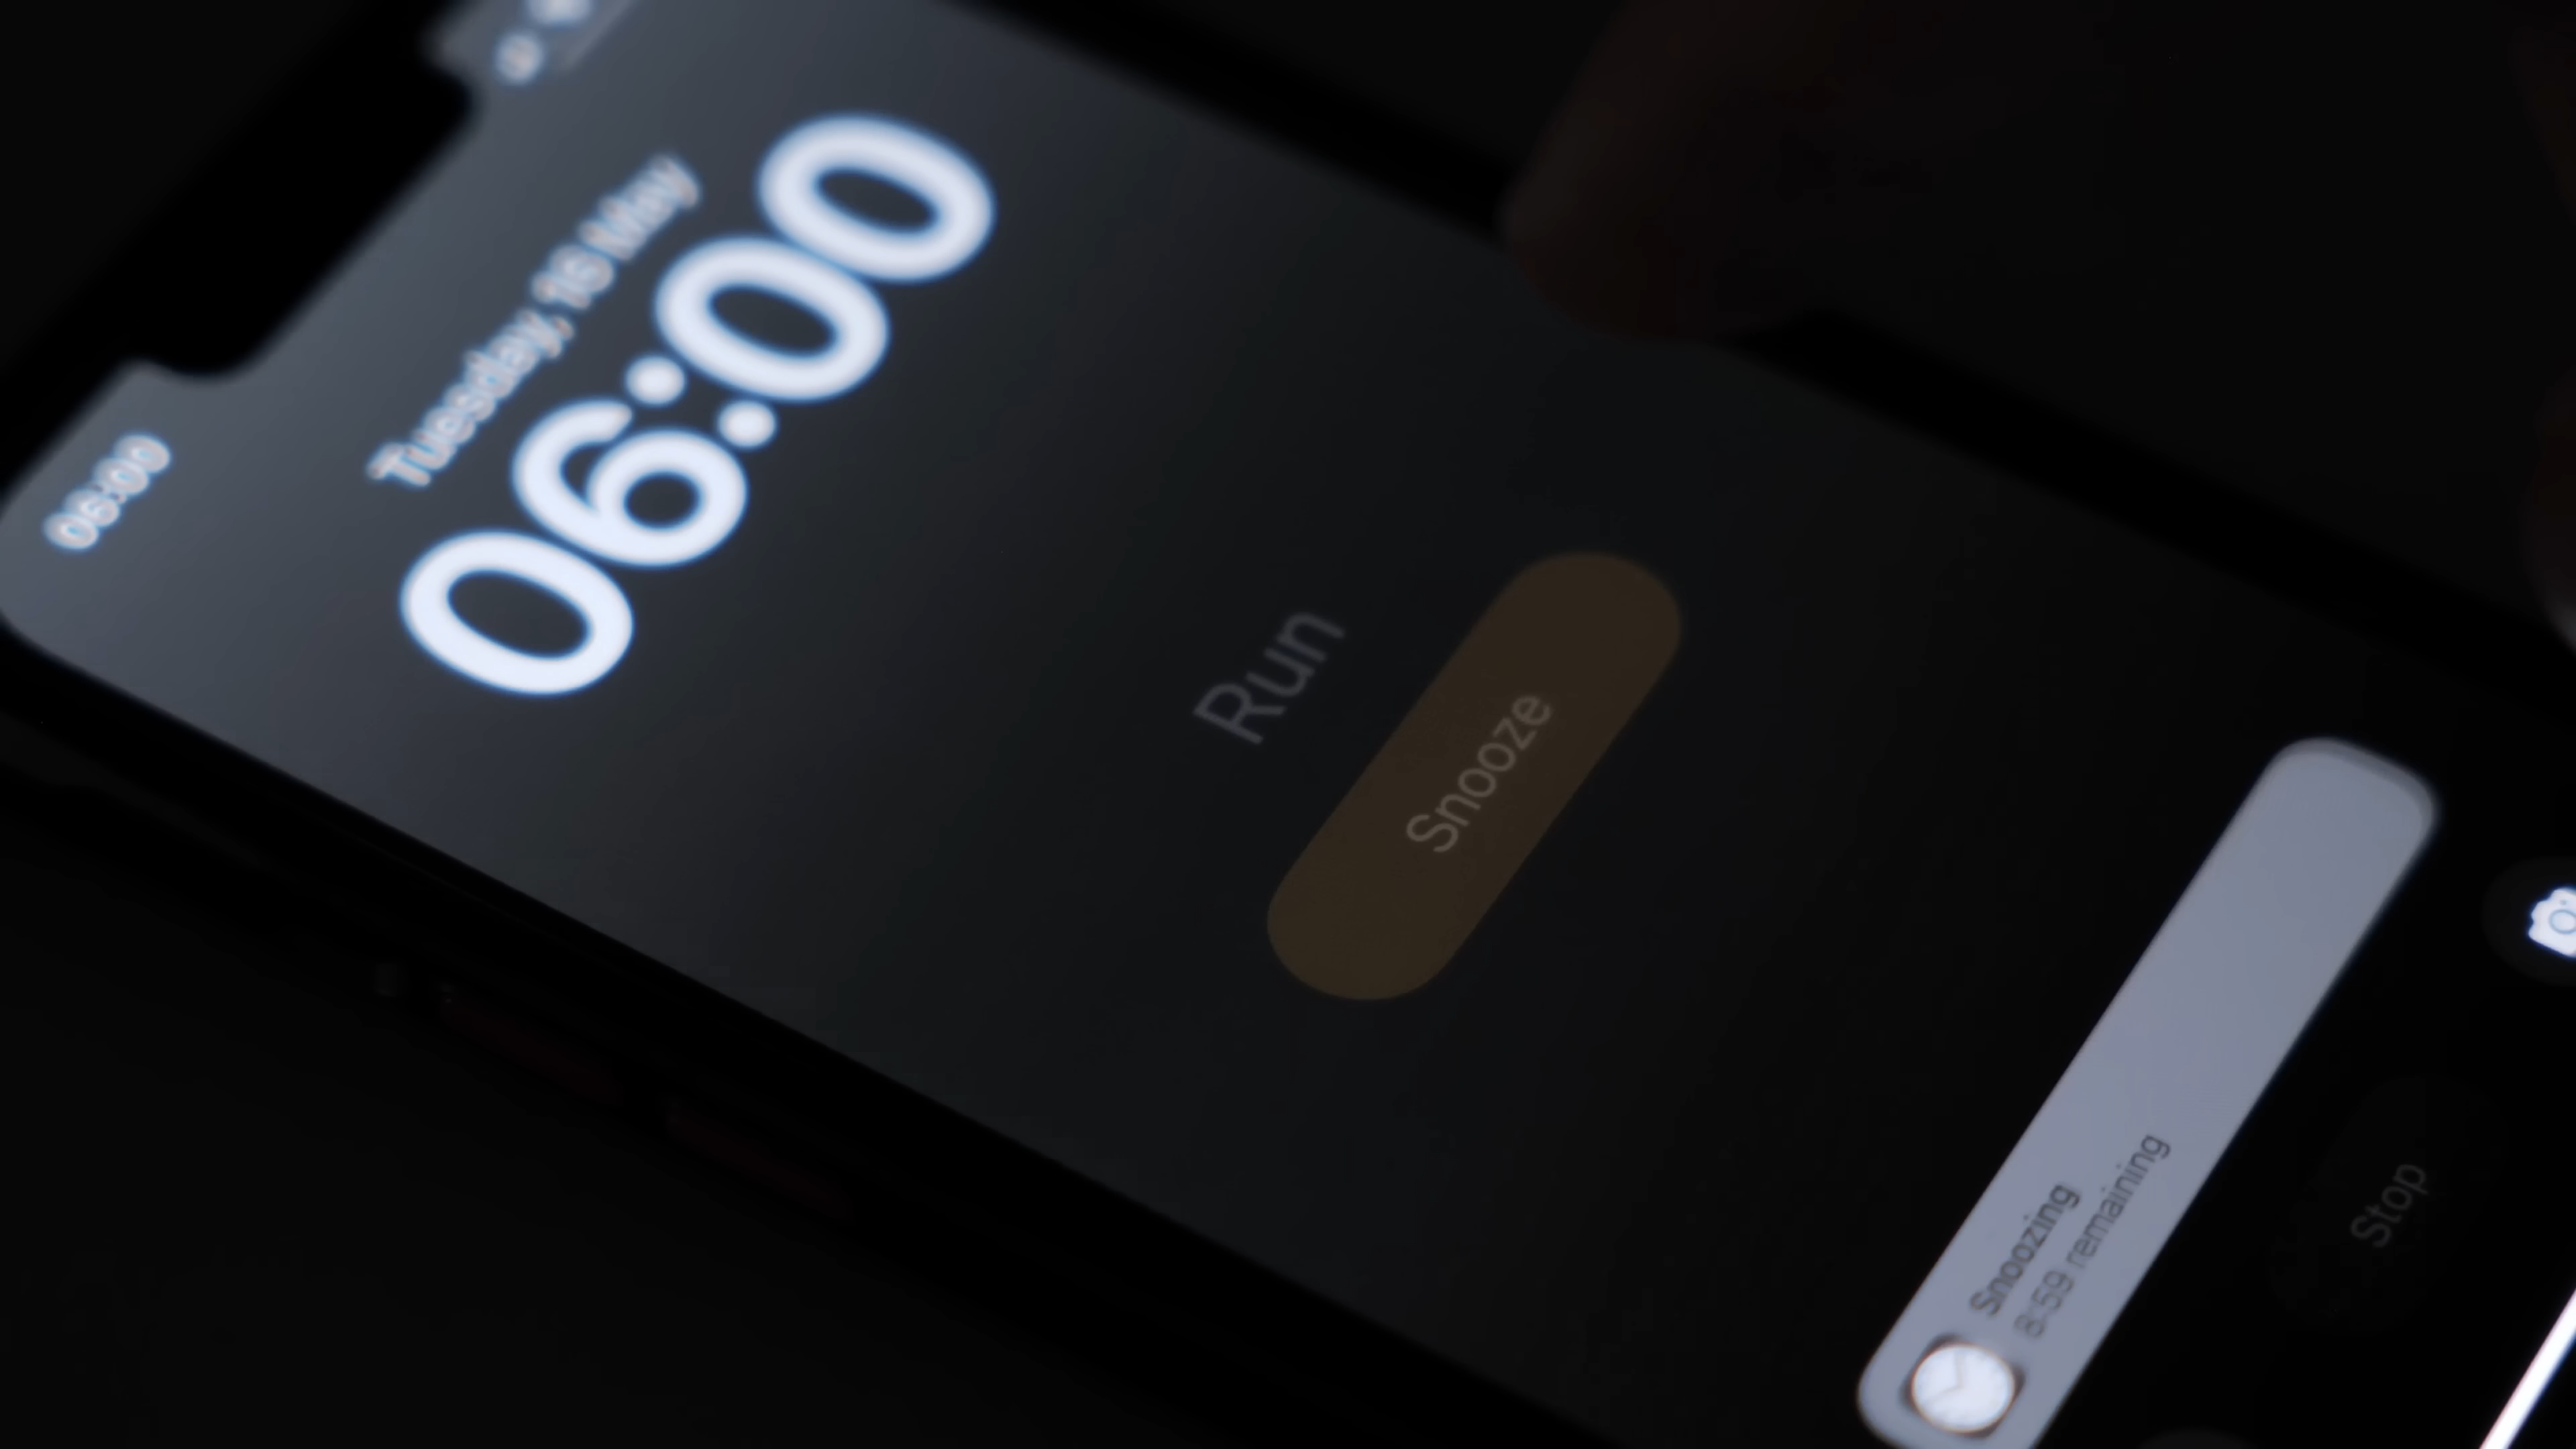 06:00
Tuesday, 16 May
06:00
Run
Snooze
Snoozing
8:59 remaining
Stop